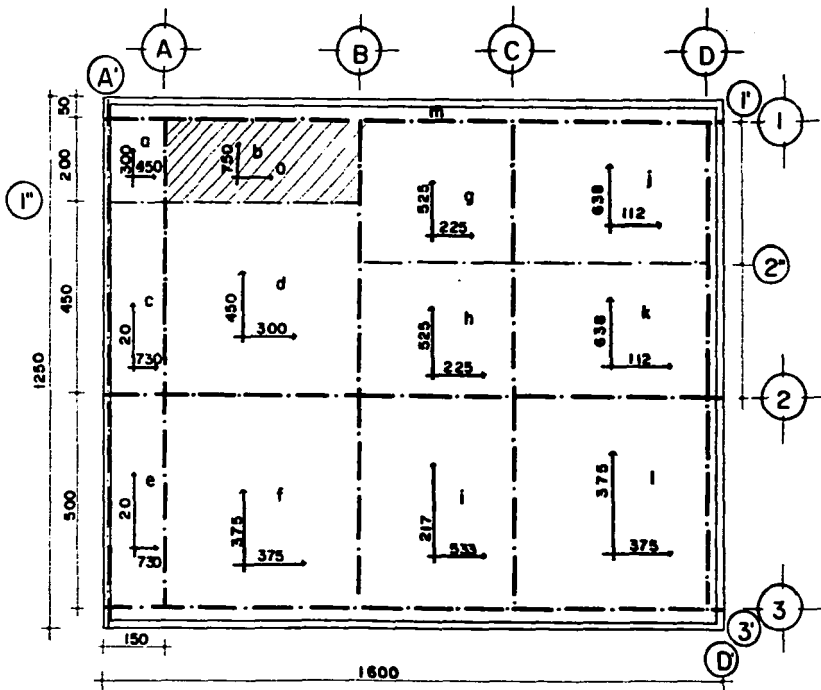 A B C D
A' 1'
m 1
50
a b
300 450 750 0
200
1"
g j
525 225 638 112
2"
c d h k
450
20 730 450 300 525 225 638 112
1250
2
e f i l
500
20 730 375 375 217 533 375 375
3
3'
150
D'
1600